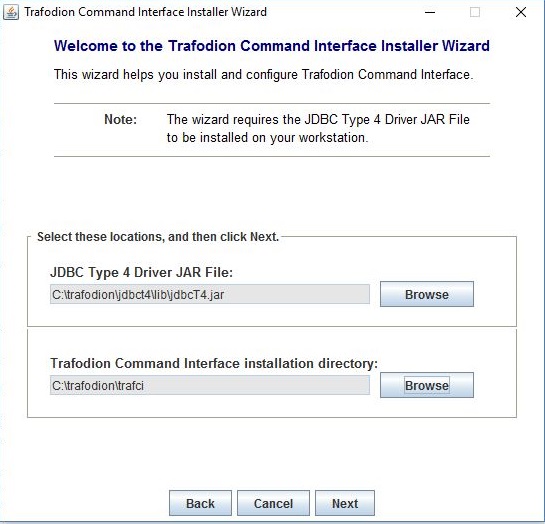 Trafodion Command Interface Installer Wizard
Welcome to the Trafodion Command Interface Installer Wizard
This wizard helps you install and configure Trafodion Command Interface.
Note: The wizard requires the JDBC Type 4 Driver JAR File
to be installed on your workstation.
Select these locations, and then click Next.
JDBC Type 4 Driver JAR File:
C:\trafodion\jdbct4\lib\jdbcT4.jar Browse
Trafodion Command Interface installation directory:
C:\trafodion\trafci Browse
Back Cancel Next